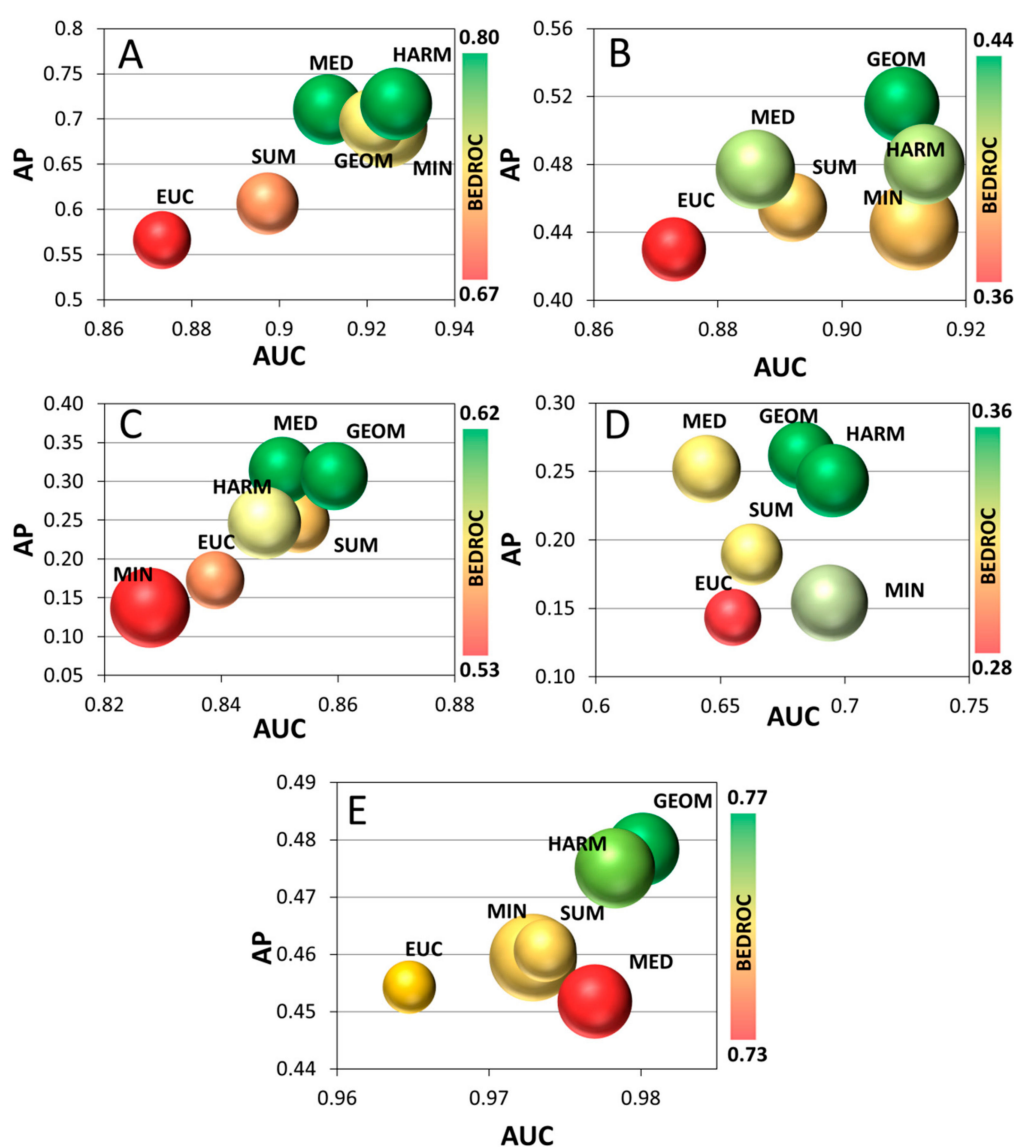 A
0.8
0.75
0.7
0.65
0.6
0.55
0.5
AP
MED
HARM
SUM
GEOM
MIN
EUC
0.86
0.88
0.9
0.92
0.94
AUC
0.80
BEDROC
0.67
B
0.56
0.52
0.48
0.44
0.40
AP
GEOM
MED
HARM
SUM
MIN
EUC
0.86
0.88
0.90
0.92
AUC
0.44
BEDROC
0.36
C
0.40
0.35
0.30
0.25
0.20
0.15
0.10
0.05
AP
MED
GEOM
HARM
EUC
SUM
MIN
0.82
0.84
0.86
0.88
AUC
0.62
BEDROC
0.53
D
0.30
0.25
0.20
0.15
0.10
AP
MED
GEOM
HARM
SUM
EUC
MIN
0.6
0.65
0.7
0.75
AUC
0.36
BEDROC
0.28
E
0.49
0.48
0.47
0.46
0.45
0.44
AP
GEOM
HARM
MIN
SUM
EUC
MED
0.96
0.97
0.98
AUC
0.77
BEDROC
0.73